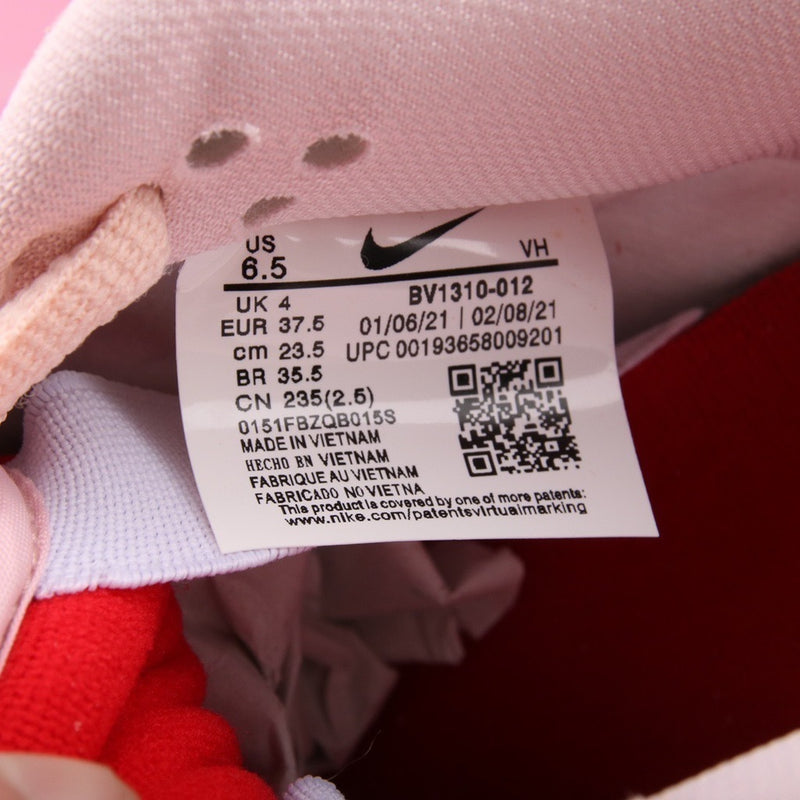 US
6.5
VH
UK 4
EUR 37.5
cm 23.5
BR 35.5
CN 235(2.5)
BV1310-012
01/06/21 | 02/08/21
UPC 00193658009201
0151FBZQB015S
MADE IN VIETNAM
HECHO EN VIETNAM
FABRIQUE AU VIETNAM
FABRICADO NO VIETNA
This product is covered by one of more patents:
www.nike.com/patentsvirtualmarking